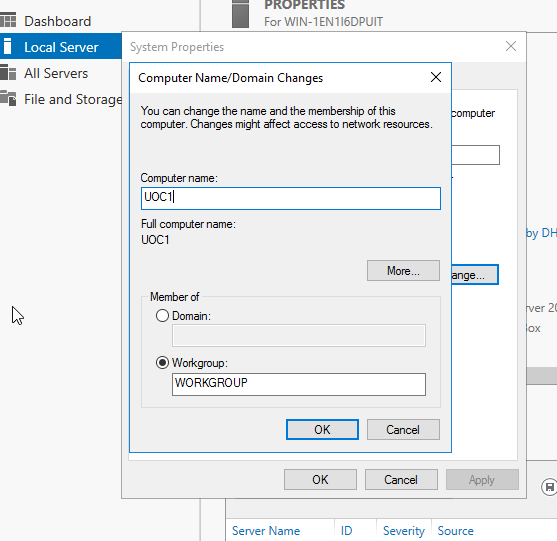 Dashboard
Local Server
All Servers
File and Storage
PROPERTIES
For WIN-1EN1I6DPUIT
System Properties
Computer Name/Domain Changes
You can change the name and the membership of this
computer. Changes might affect access to network resources.
computer
Computer name:
UOC1
Full computer name:
UOC1
More...
ange...
by DH
Member of
Domain:
Workgroup:
WORKGROUP
rver 20
Box
OK
Cancel
OK
Cancel
Apply
Server Name
ID
Severity
Source